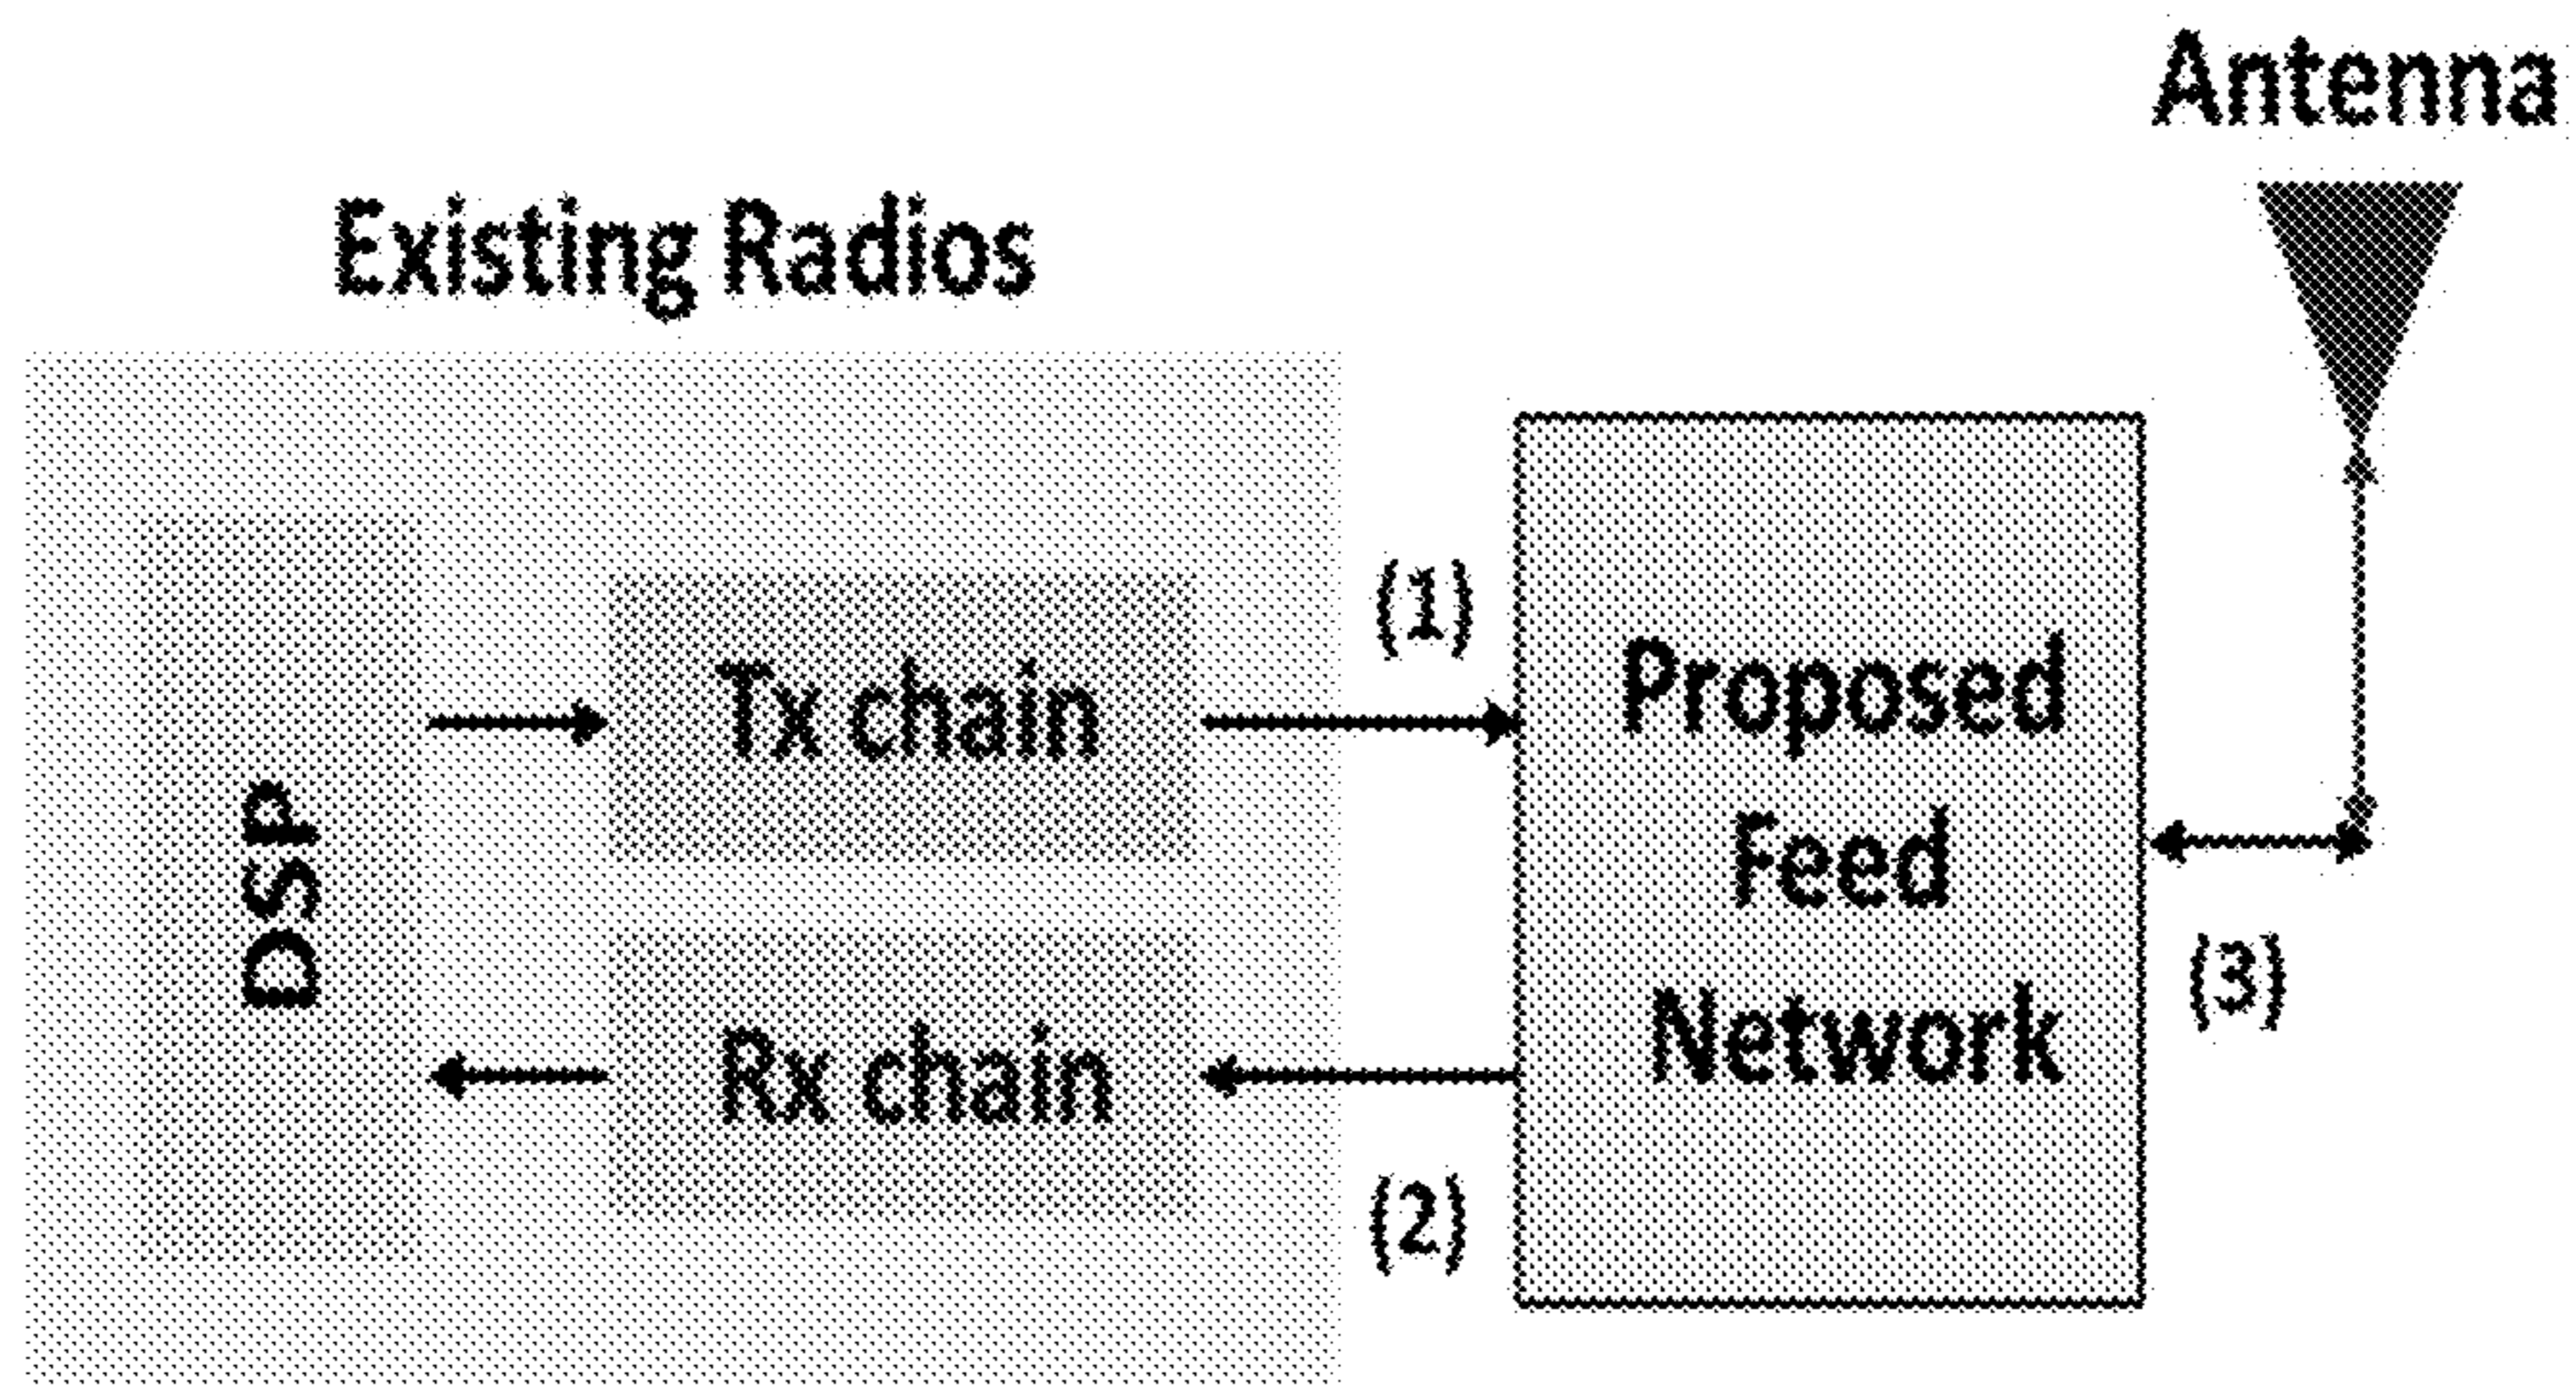 Antenna
Existing Radios
(1)
Tx chain
Proposed
Feed
Network
DSP
Rx chain
(2)
(3)